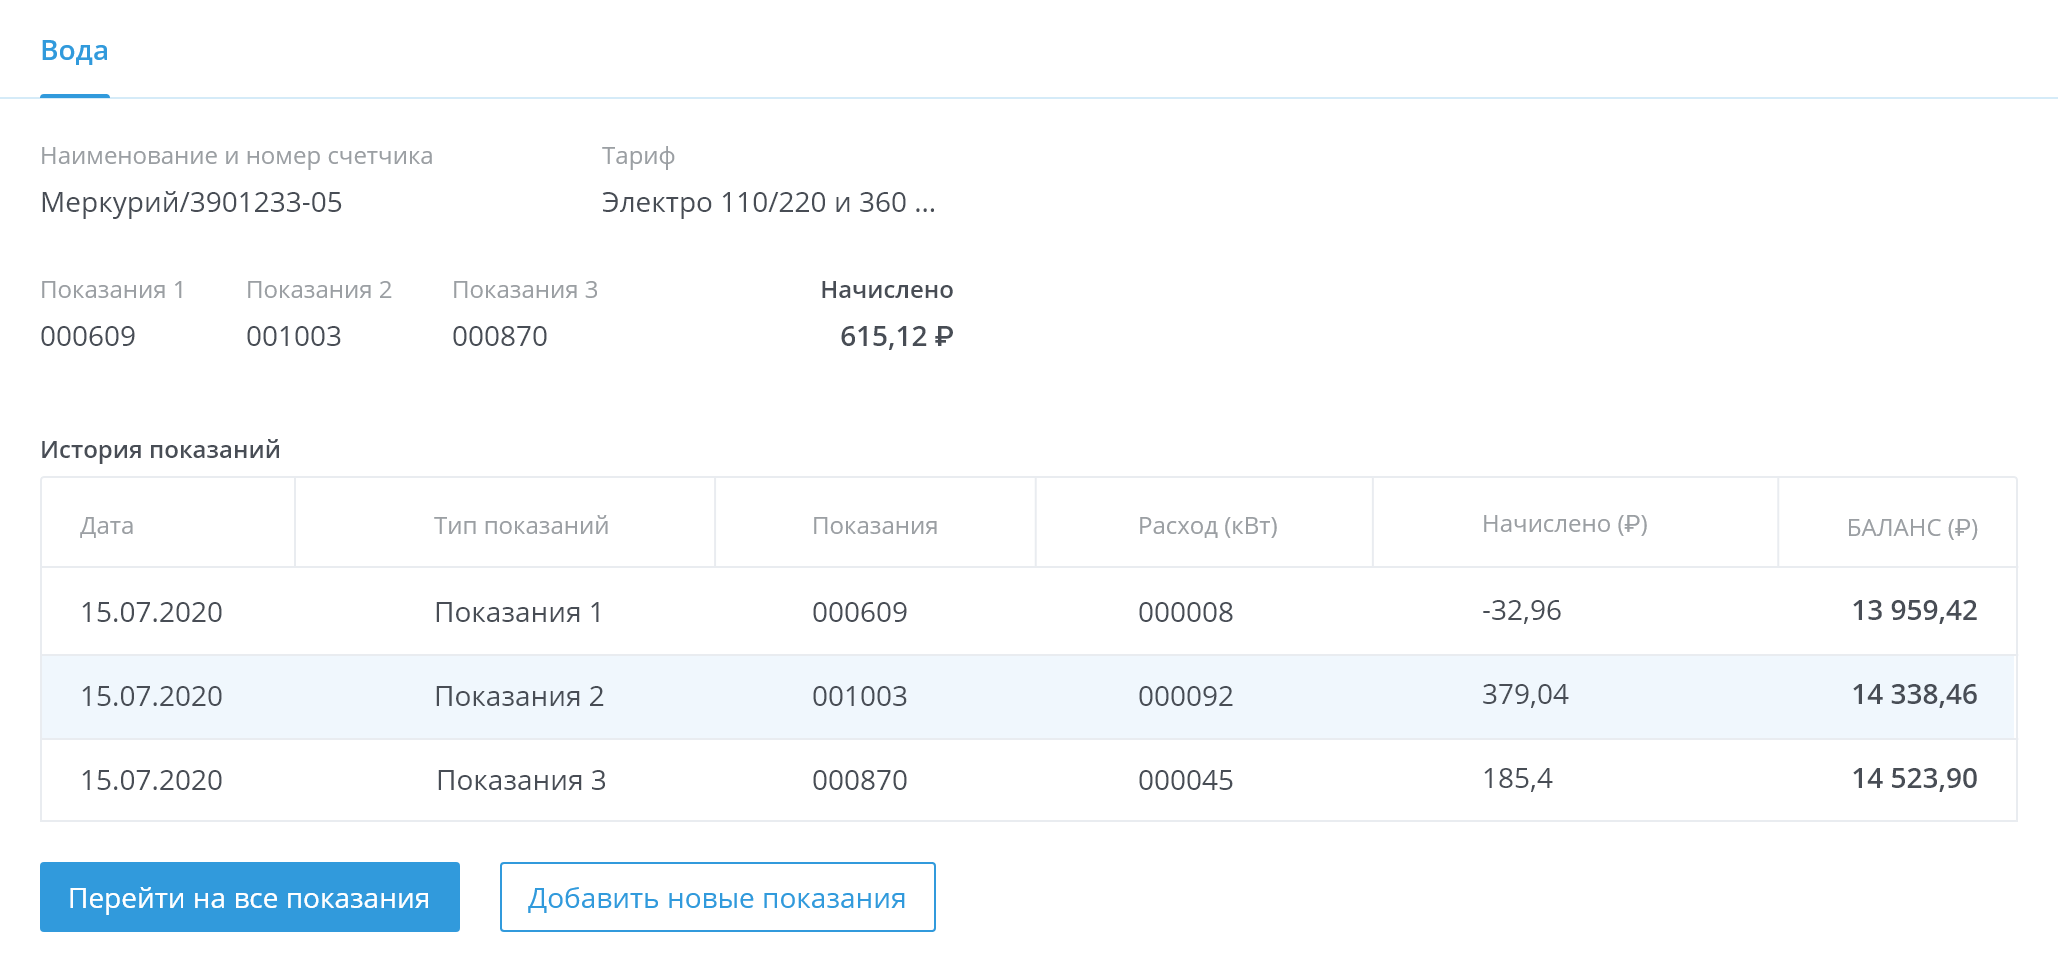 Вода
Наименование и номер счетчика Тариф
Меркурий/3901233-05 Электро 110/220 и 360 ...
Показания 1 Показания 2 Показания 3 Начислено
000609 001003 000870 615,12 ₽
История показаний
Дата Тип показаний Показания Расход (кВт) Начислено (₽) БАЛАНС (₽)
15.07.2020 Показания 1 000609 000008 -32,96 13 959,42
15.07.2020 Показания 2 001003 000092 379,04 14 338,46
15.07.2020 Показания 3 000870 000045 185,4 14 523,90
Перейти на все показания Добавить новые показания